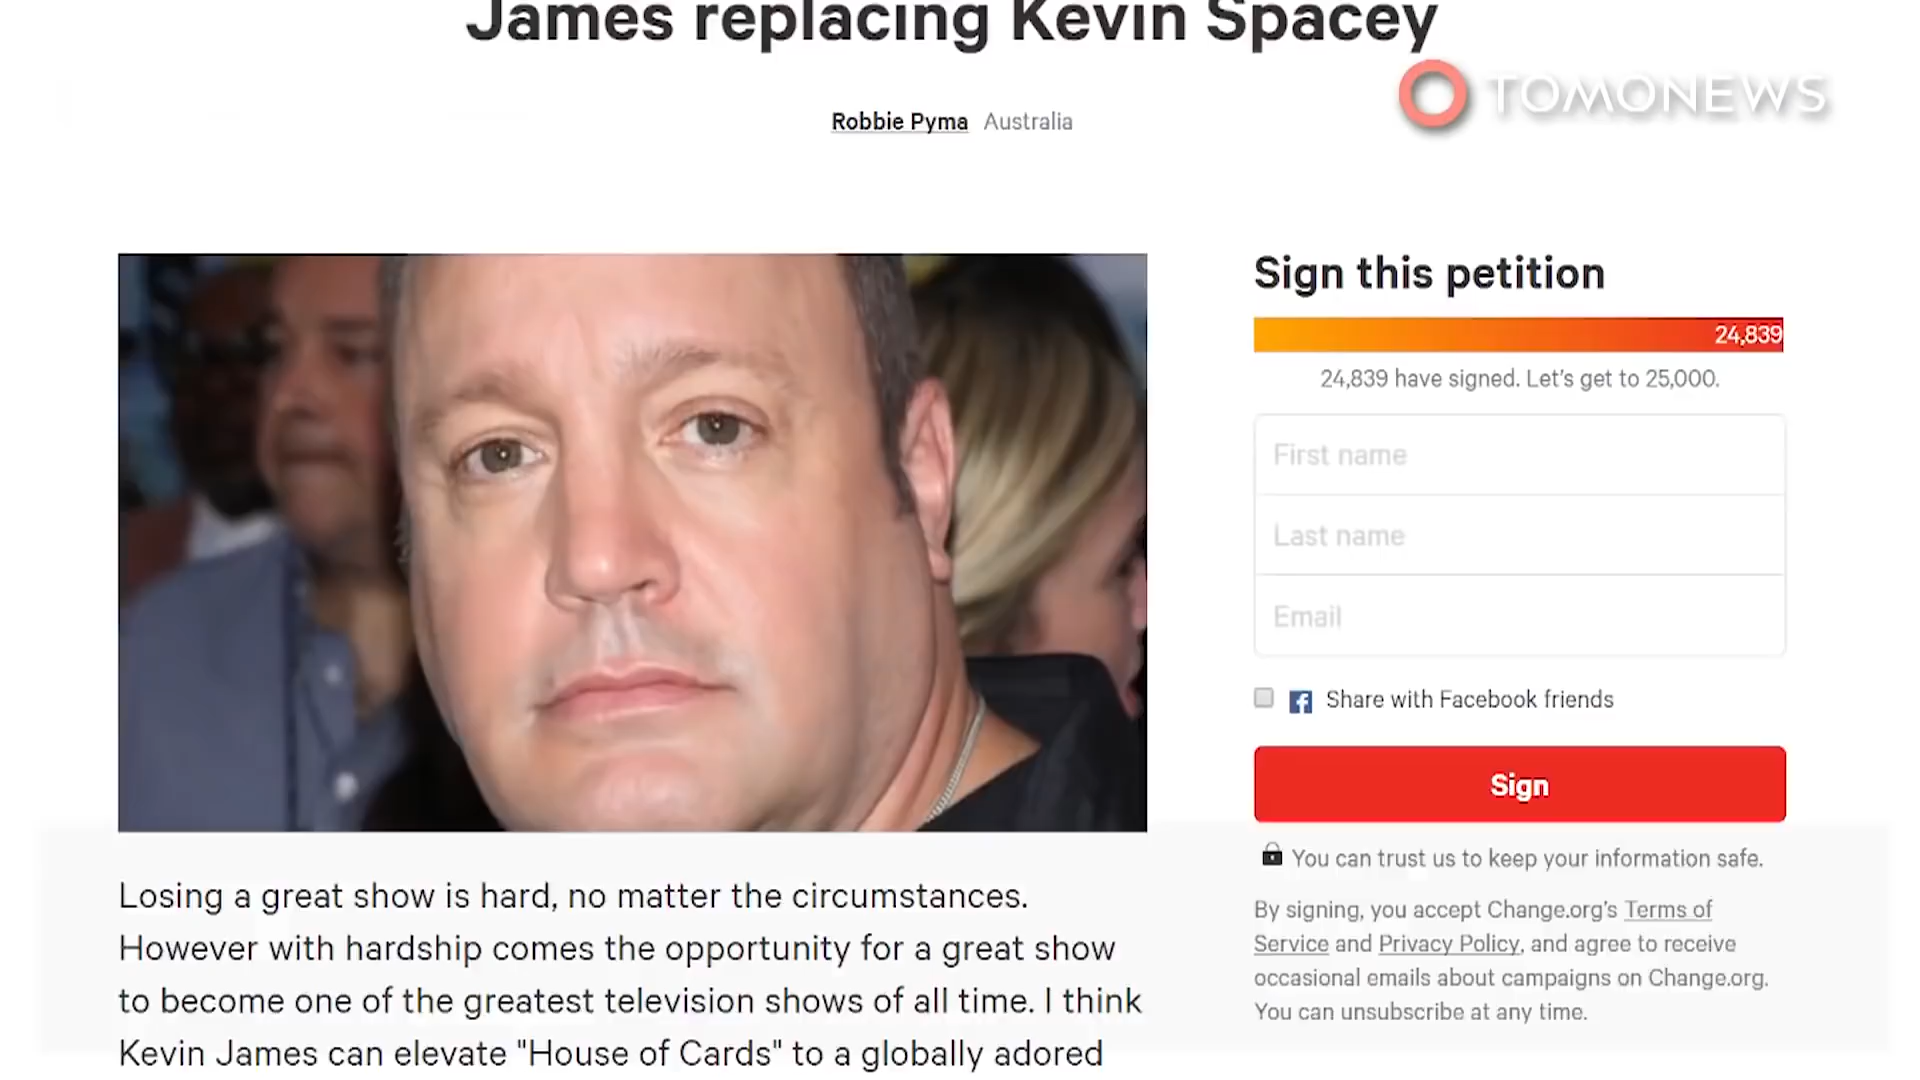 James replacing Kevin Spacey
TOMONEWS
Robbie Pyma Australia
Sign this petition
24,839
24,839 have signed. Let's get to 25,000.
First name
Last name
Email
Share with Facebook friends
Sign
You can trust us to keep your information safe.
By signing, you accept Change.org's Terms of
Service and Privacy Policy, and agree to receive
occasional emails about campaigns on Change.org.
You can unsubscribe at any time.
Losing a great show is hard, no matter the circumstances.
However with hardship comes the opportunity for a great show
to become one of the greatest television shows of all time. I think
Kevin James can elevate "House of Cards" to a globally adored